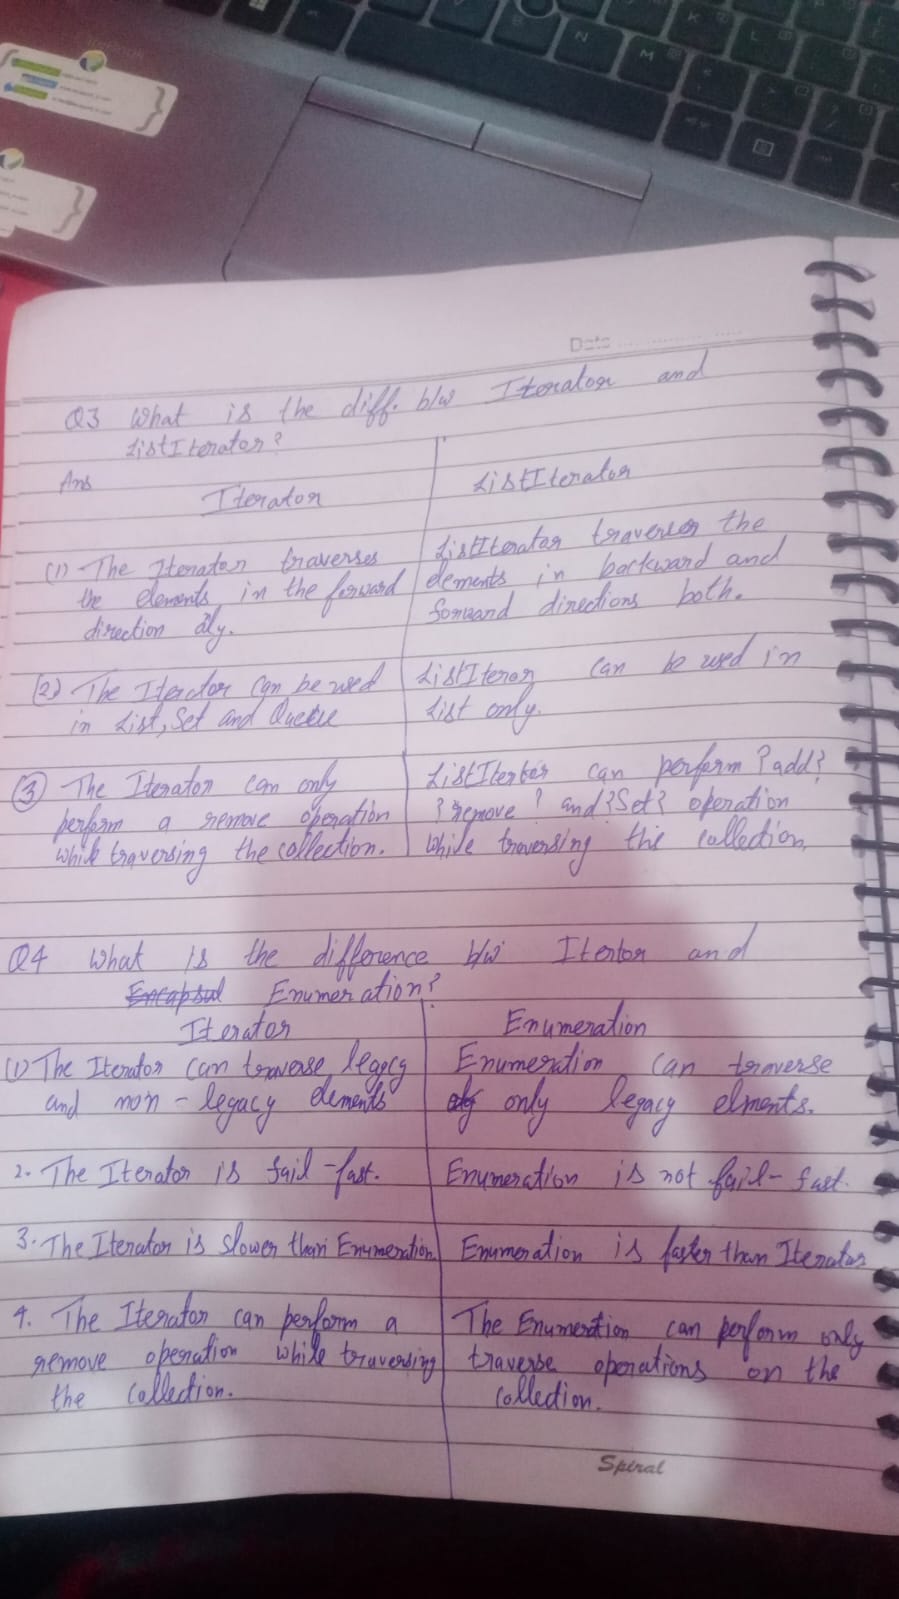 Date
Q3 What is the diff. b/w Iterator and
ListIterator?
Ans
Iterator
ListIterator
(1) The Iterator traverses
the elements in the forward
direction
ListIterator traverses the
elements in backward and
forward directions both.
(2) The Iterator can be used
in List, Set and Queue
ListIteror can be used in
List only.
(3) The Iterator can only
perform a remove operation
while traversing the collection.
can perform ?add?
?remove? and ?Set? operation
while traversing the collection,
Q4 What is the difference b/w Itertor and
Encapsul Enumeration?
Iterator
Enumeration
(1) The Iterator can traverse legacy
and non-legacy elements
Enumeration can traverse
only legacy elments.
2. The Iterator is fail-fast.
Enumeration is not fail-fast.
3. The Iterator is slower than Enumeration
Enumeration is faster than Iterator
4. The Iterator can perform a
remove operation while traversing
the collection.
The Enumeration can perform only
traverse operations on the
collection.
Spiral